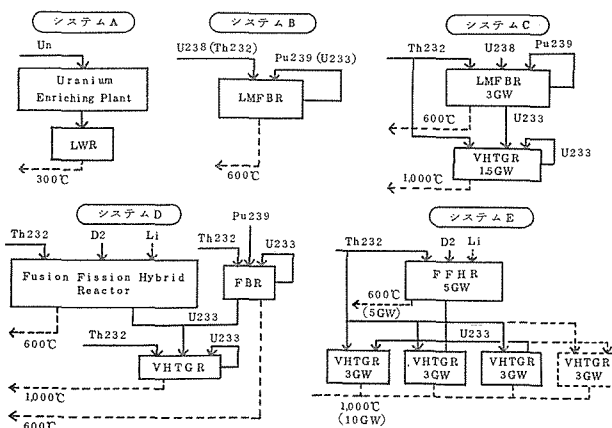 システムA
Un
Uranium
Enriching Plant
LWR
300℃
システムB
U238(Th232)
Pu239(U233)
LMFBR
600℃
システムC
Th232
U238
Pu239
LMFBR
3GW
600℃
U233
VHTGR
1.5GW
U233
1,000℃
システムD
Th232
D2
Li
Fusion Fission Hybrid
Reactor
Pu239
Th232
U233
FBR
600℃
U233
Th232
U233
VHTGR
1,000℃
600℃
システムE
Th232
D2
Li
FFHR
5GW
600℃
(5GW)
U233
VHTGR
3GW
VHTGR
3GW
VHTGR
3GW
VHTGR
3GW
1,000℃
(10GW)